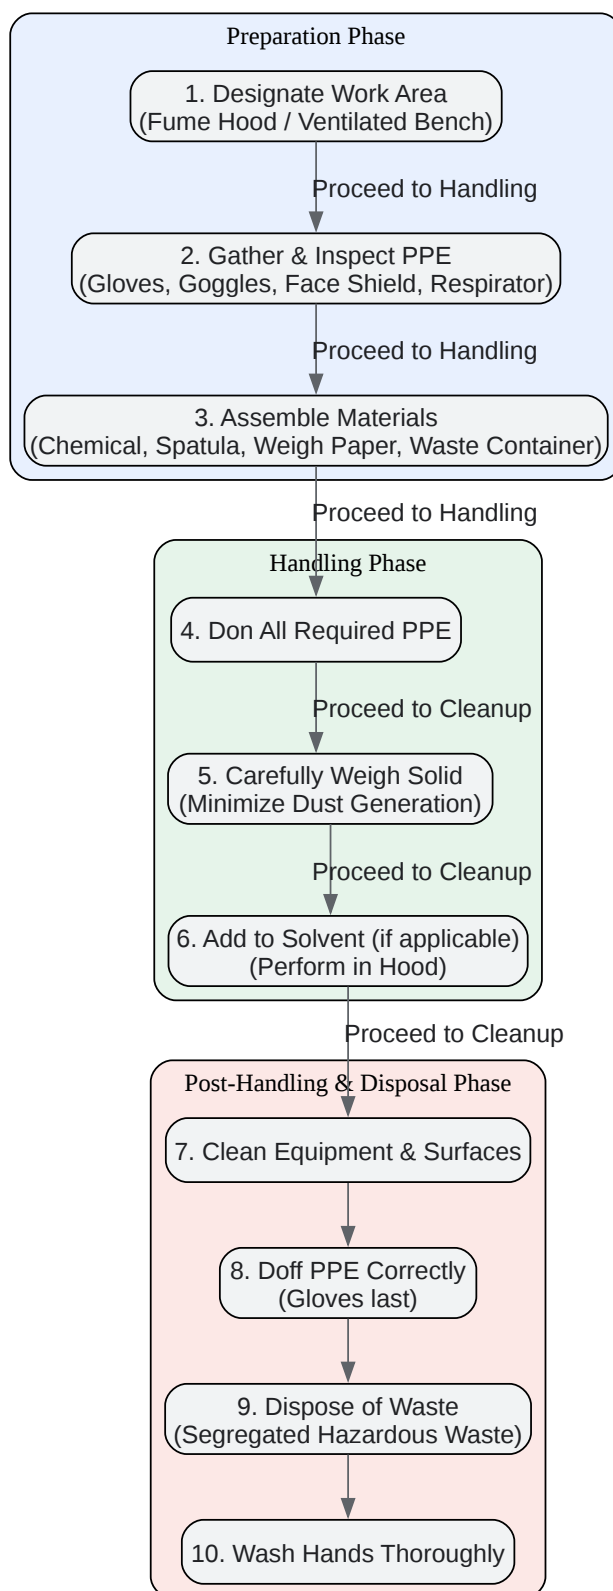 Preparation Phase
1. Designate Work Area
(Fume Hood / Ventilated Bench)
Proceed to Handling
2. Gather & Inspect PPE
(Gloves, Goggles, Face Shield, Respirator)
Proceed to Handling
3. Assemble Materials
(Chemical, Spatula, Weigh Paper, Waste Container)
Proceed to Handling
Handling Phase
4. Don All Required PPE
Proceed to Cleanup
5. Carefully Weigh Solid
(Minimize Dust Generation)
Proceed to Cleanup
6. Add to Solvent (if applicable)
(Perform in Hood)
Proceed to Cleanup
Post-Handling & Disposal Phase
7. Clean Equipment & Surfaces
8. Doff PPE Correctly
(Gloves last)
9. Dispose of Waste
(Segregated Hazardous Waste)
10. Wash Hands Thoroughly